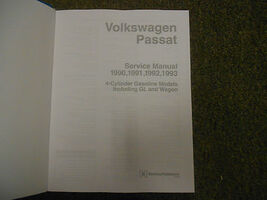 Volkswagen
Passat
Service Manual
1990, 1991, 1992, 1993
4-Cylinder Gasoline Models
Including GL and Wagon